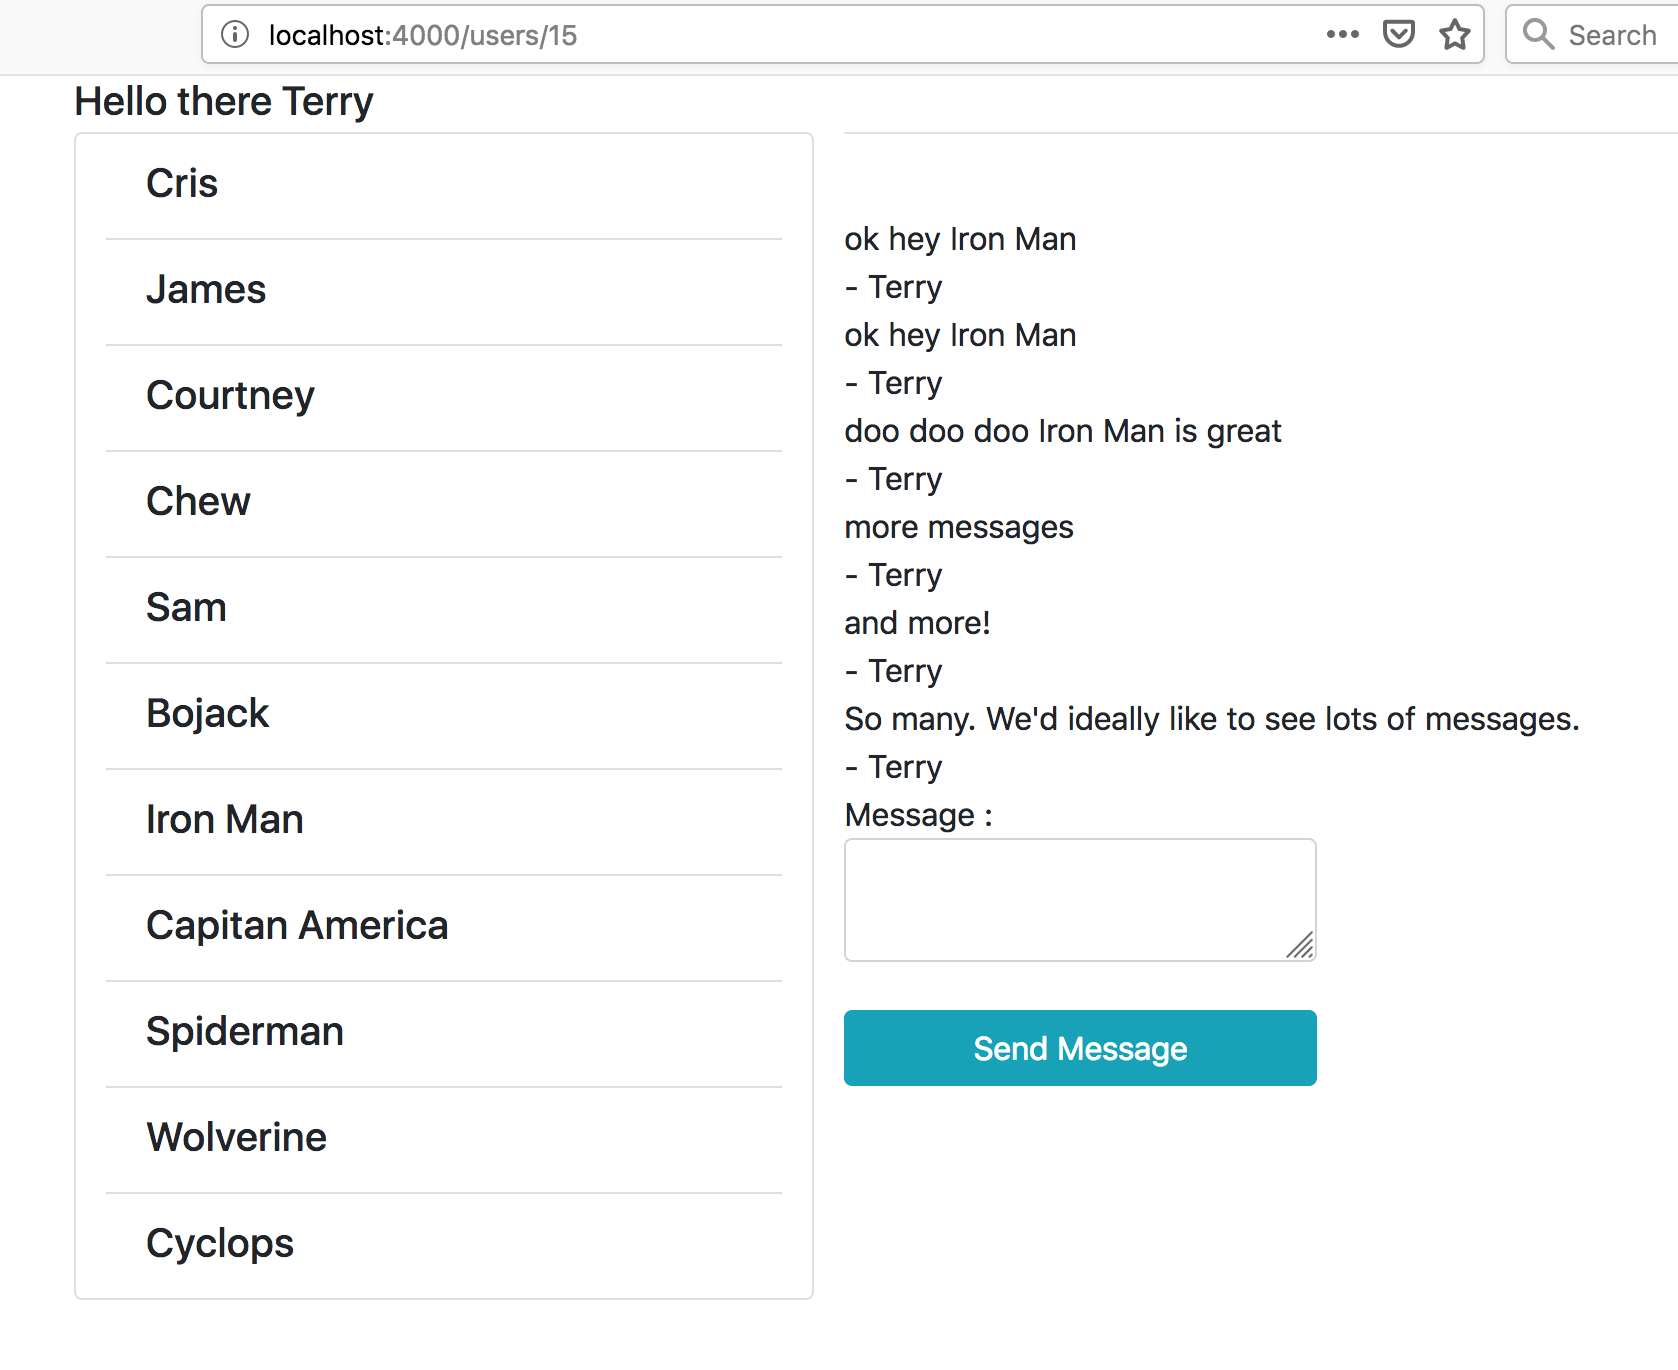 localhost:4000/users/15
Search
Hello there Terry
Cris
James
Courtney
Chew
Sam
Bojack
Iron Man
Capitan America
Spiderman
Wolverine
Cyclops
ok hey Iron Man
- Terry
ok hey Iron Man
- Terry
doo doo doo Iron Man is great
- Terry
more messages
- Terry
and more!
- Terry
So many. We'd ideally like to see lots of messages.
- Terry
Message :
Send Message